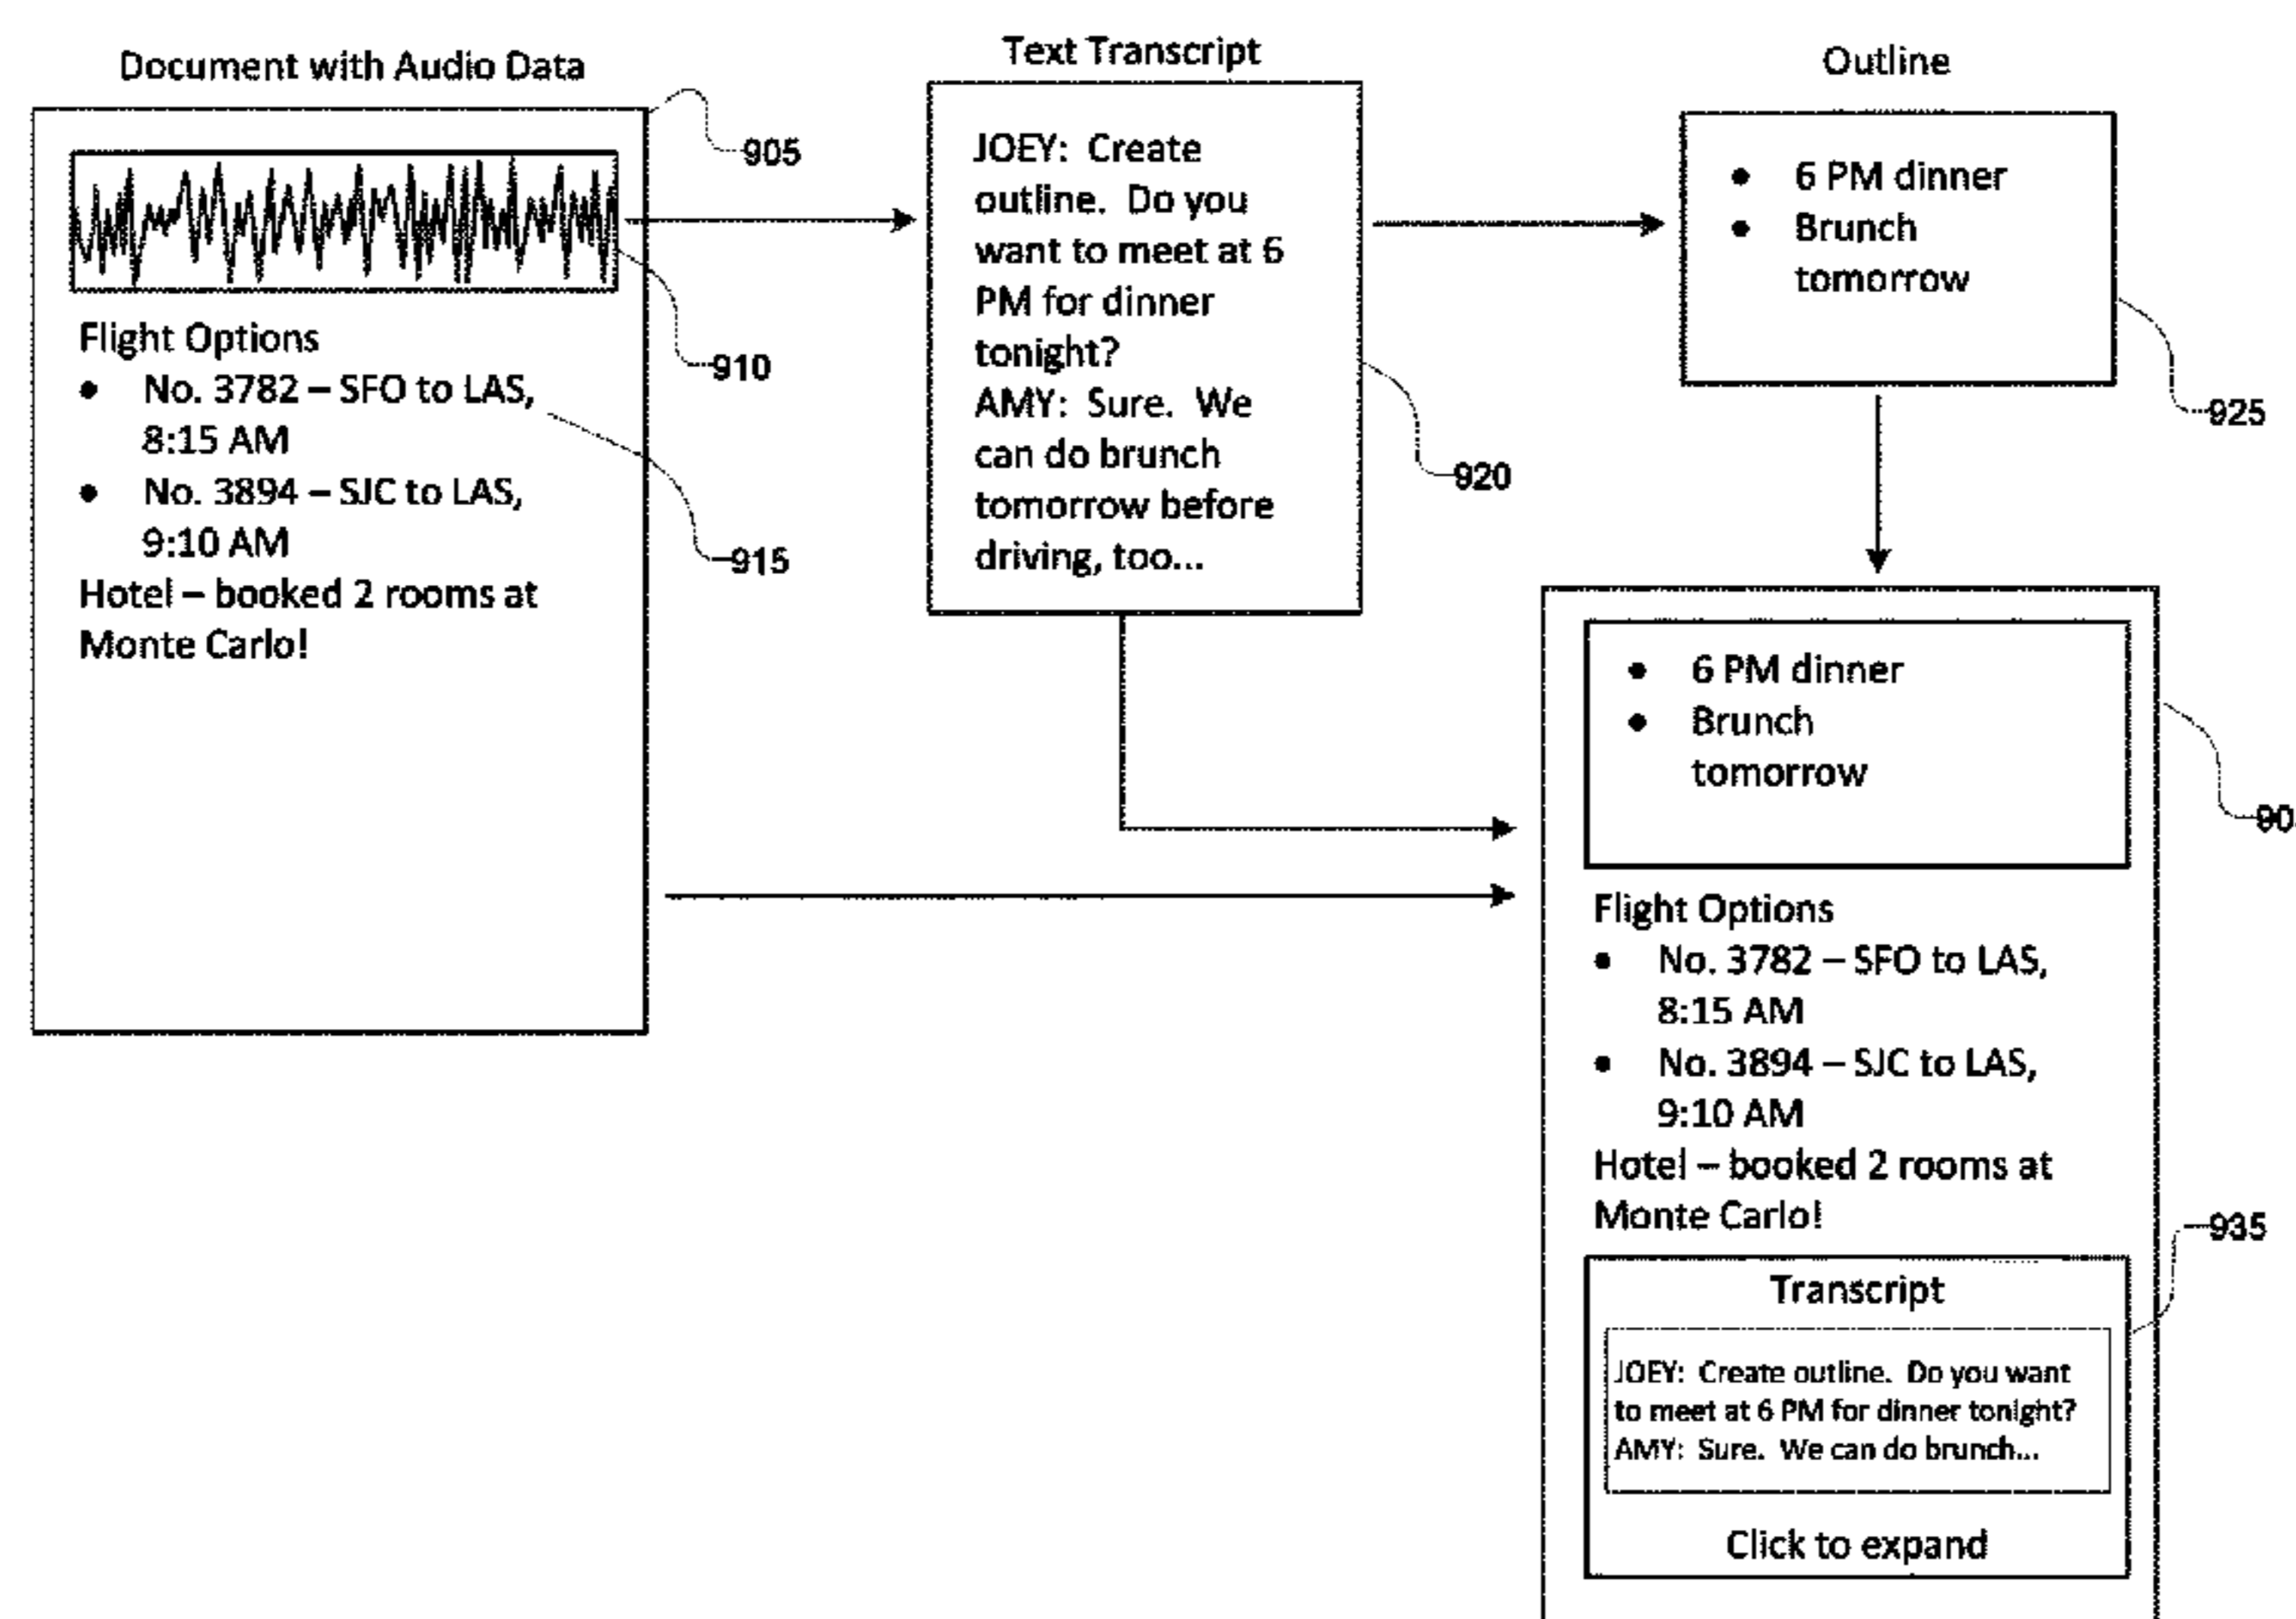 Document with Audio Data
905
910
Flight Options
• No. 3782 – SFO to LAS,
8:15 AM
• No. 3894 – SJC to LAS,
9:10 AM
915
Hotel – booked 2 rooms at
Monte Carlo!
Text Transcript
JOEY: Create
outline. Do you
want to meet at 6
PM for dinner
tonight?
AMY: Sure. We
can do brunch
tomorrow before
driving, too...
920
Outline
• 6 PM dinner
• Brunch
tomorrow
925
• 6 PM dinner
• Brunch
tomorrow
Flight Options
• No. 3782 – SFO to LAS,
8:15 AM
• No. 3894 – SJC to LAS,
9:10 AM
Hotel – booked 2 rooms at
Monte Carlo!
935
Transcript
JOEY: Create outline. Do you want
to meet at 6 PM for dinner tonight?
AMY: Sure. We can do brunch...
Click to expand